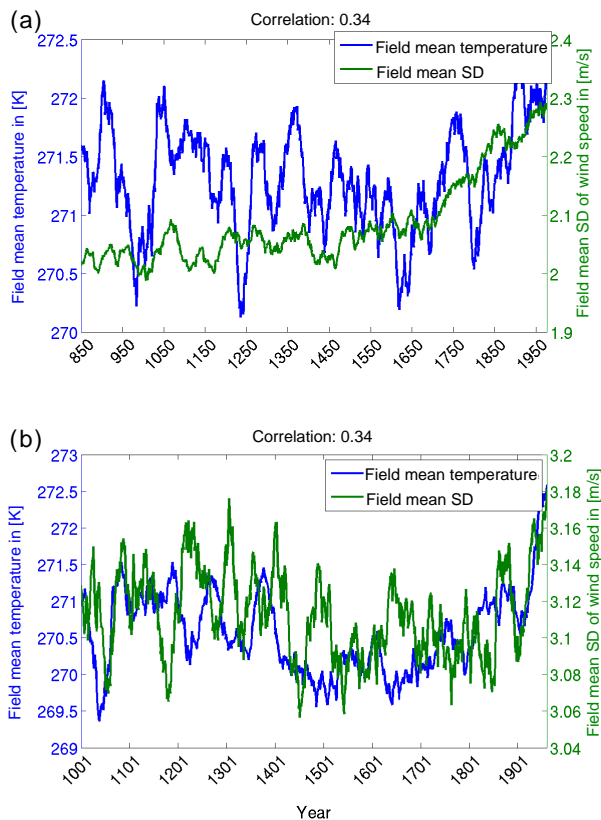 (a)
Correlation: 0.34
Field mean temperature
Field mean SD
Field mean temperature in [K]
272.5
272
271.5
271
270.5
270
Field mean SD of wind speed in [m/s]
2.4
2.3
2.2
2.1
2
1.9
850 950 1050 1150 1250 1350 1450 1550 1650 1750 1850 1950
(b)
Correlation: 0.34
Field mean temperature
Field mean SD
Field mean temperature in [K]
273
272.5
272
271.5
271
270.5
270
269.5
269
Field mean SD of wind speed in [m/s]
3.2
3.18
3.16
3.14
3.12
3.1
3.08
3.06
3.04
1001 1101 1201 1301 1401 1501 1601 1701 1801 1901
Year